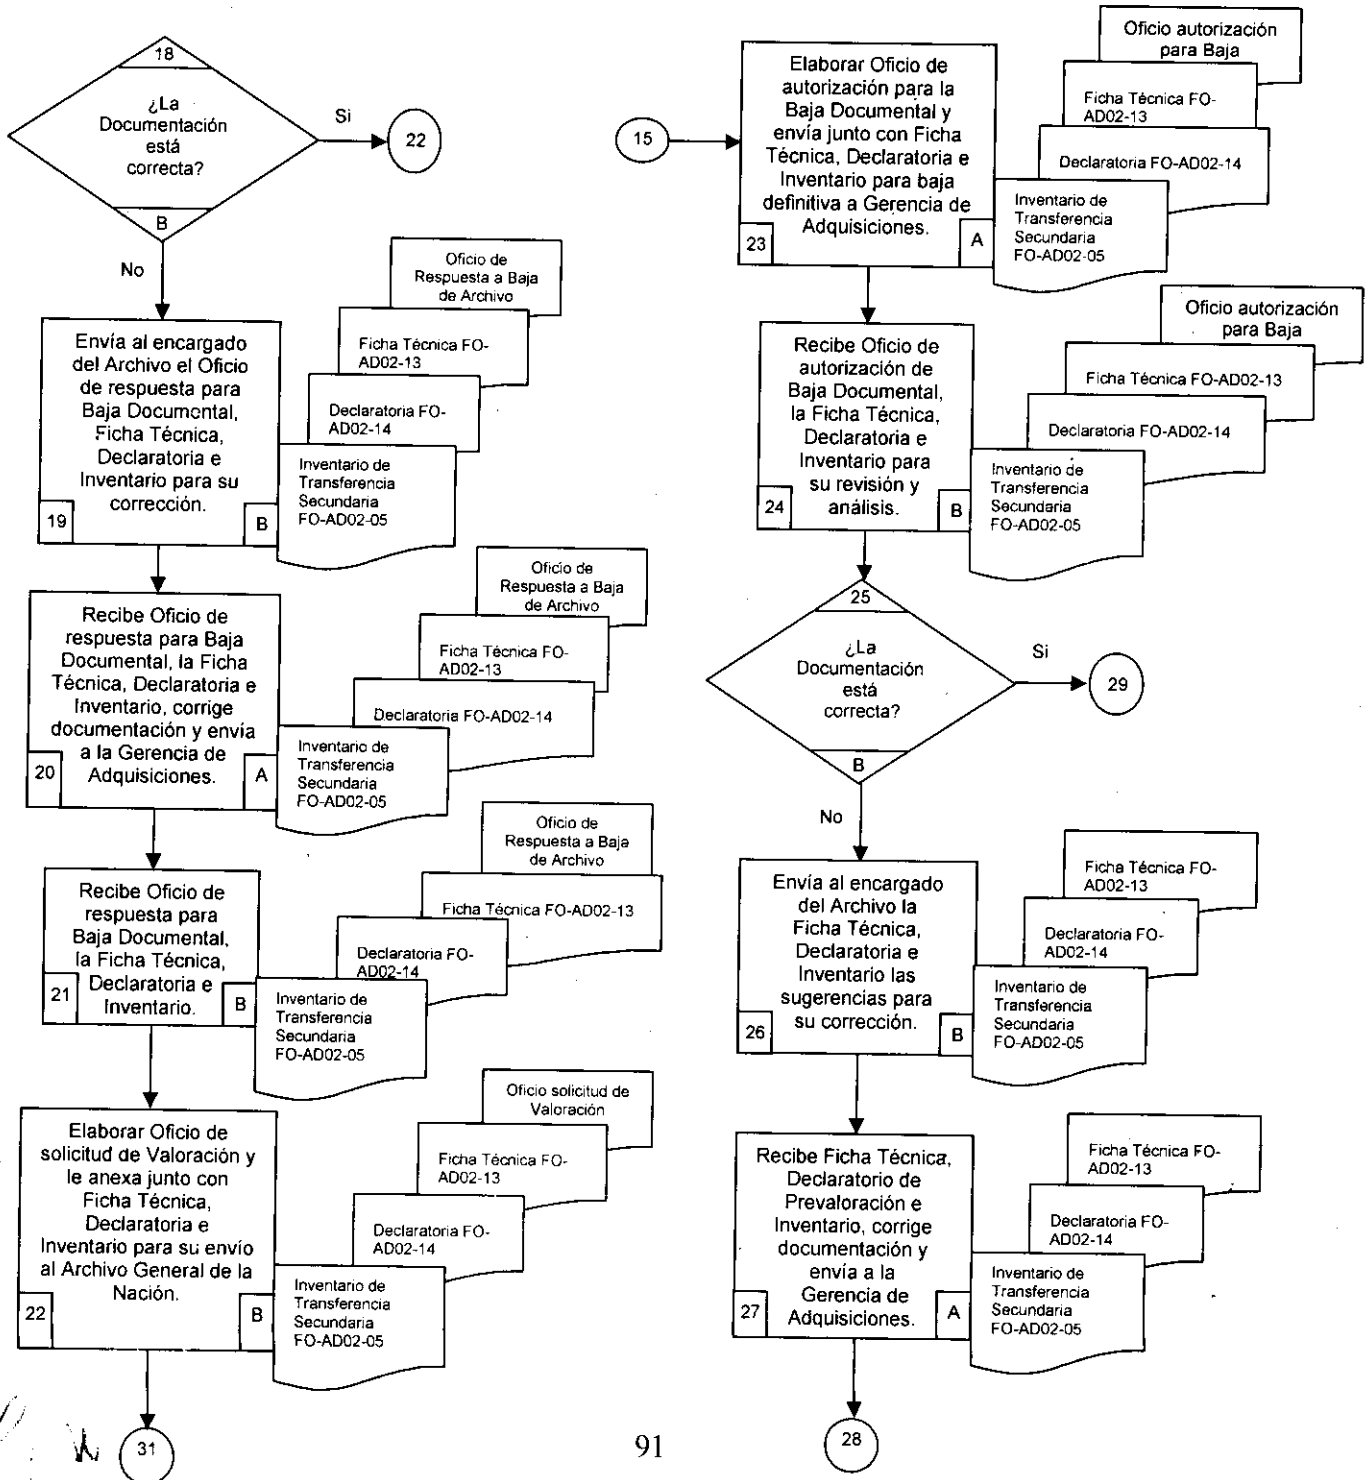 18
¿La
Documentación
está
correcta?
B
Si
22
No
Envía al encargado
del Archivo el Oficio
de respuesta para
Baja Documental,
Ficha Técnica,
Declaratoria e
Inventario para su
corrección.
19
B
Oficio de
Respuesta a Baja
de Archivo
Ficha Técnica FO-
AD02-13
Declaratoria FO-
AD02-14
Inventario de
Transferencia
Secundaria
FO-AD02-05
Recibe Oficio de
respuesta para Baja
Documental, la Ficha
Técnica, Declaratoria e
Inventario, corrige
documentación y envía
a la Gerencia de
Adquisiciones.
20
A
Oficio de
Respuesta a Baja
de Archivo
Ficha Técnica FO-
AD02-13
Declaratoria FO-AD02-14
Inventario de
Transferencia
Secundaria
FO-AD02-05
Recibe Oficio de
respuesta para
Baja Documental,
la Ficha Técnica,
Declaratoria e
Inventario.
21
B
Oficio de
Respuesta a Baja
de Archivo
Ficha Técnica FO-AD02-13
Declaratoria FO-
AD02-14
Inventario de
Transferencia
Secundaria
FO-AD02-05
Elaborar Oficio de
solicitud de Valoración y
le anexa junto con
Ficha Técnica,
Declaratoria e
Inventario para su envío
al Archivo General de la
Nación.
22
B
Oficio solicitud de
Valoración
Ficha Técnica FO-
AD02-13
Declaratoria FO-
AD02-14
Inventario de
Transferencia
Secundaria
FO-AD02-05
31
15
Elaborar Oficio de
autorización para la
Baja Documental y
envía junto con Ficha
Técnica, Declaratoria e
Inventario para baja
definitiva a Gerencia de
Adquisiciones.
23
A
Oficio autorización
para Baja
Ficha Técnica FO-
AD02-13
Declaratoria FO-AD02-14
Inventario de
Transferencia
Secundaria
FO-AD02-05
Recibe Oficio de
autorización de
Baja Documental,
la Ficha Técnica,
Declaratoria e
Inventario para
su revisión y
análisis.
24
B
Oficio autorización
para Baja
Ficha Técnica FO-AD02-13
Declaratoria FO-AD02-14
Inventario de
Transferencia
Secundaria
FO-AD02-05
25
¿La
Documentación
está
correcta?
B
Si
29
No
Envía al encargado
del Archivo la
Ficha Técnica,
Declaratoria e
Inventario las
sugerencias para
su corrección.
26
B
Ficha Técnica FO-
AD02-13
Declaratoria FO-
AD02-14
Inventario de
Transferencia
Secundaria
FO-AD02-05
Recibe Ficha Técnica,
Declaratorio de
Prevaloración e
Inventario, corrige
documentación y
envía a la
Gerencia de
Adquisiciones.
27
A
Ficha Técnica FO-
AD02-13
Declaratoria FO-
AD02-14
Inventario de
Transferencia
Secundaria
FO-AD02-05
28
91